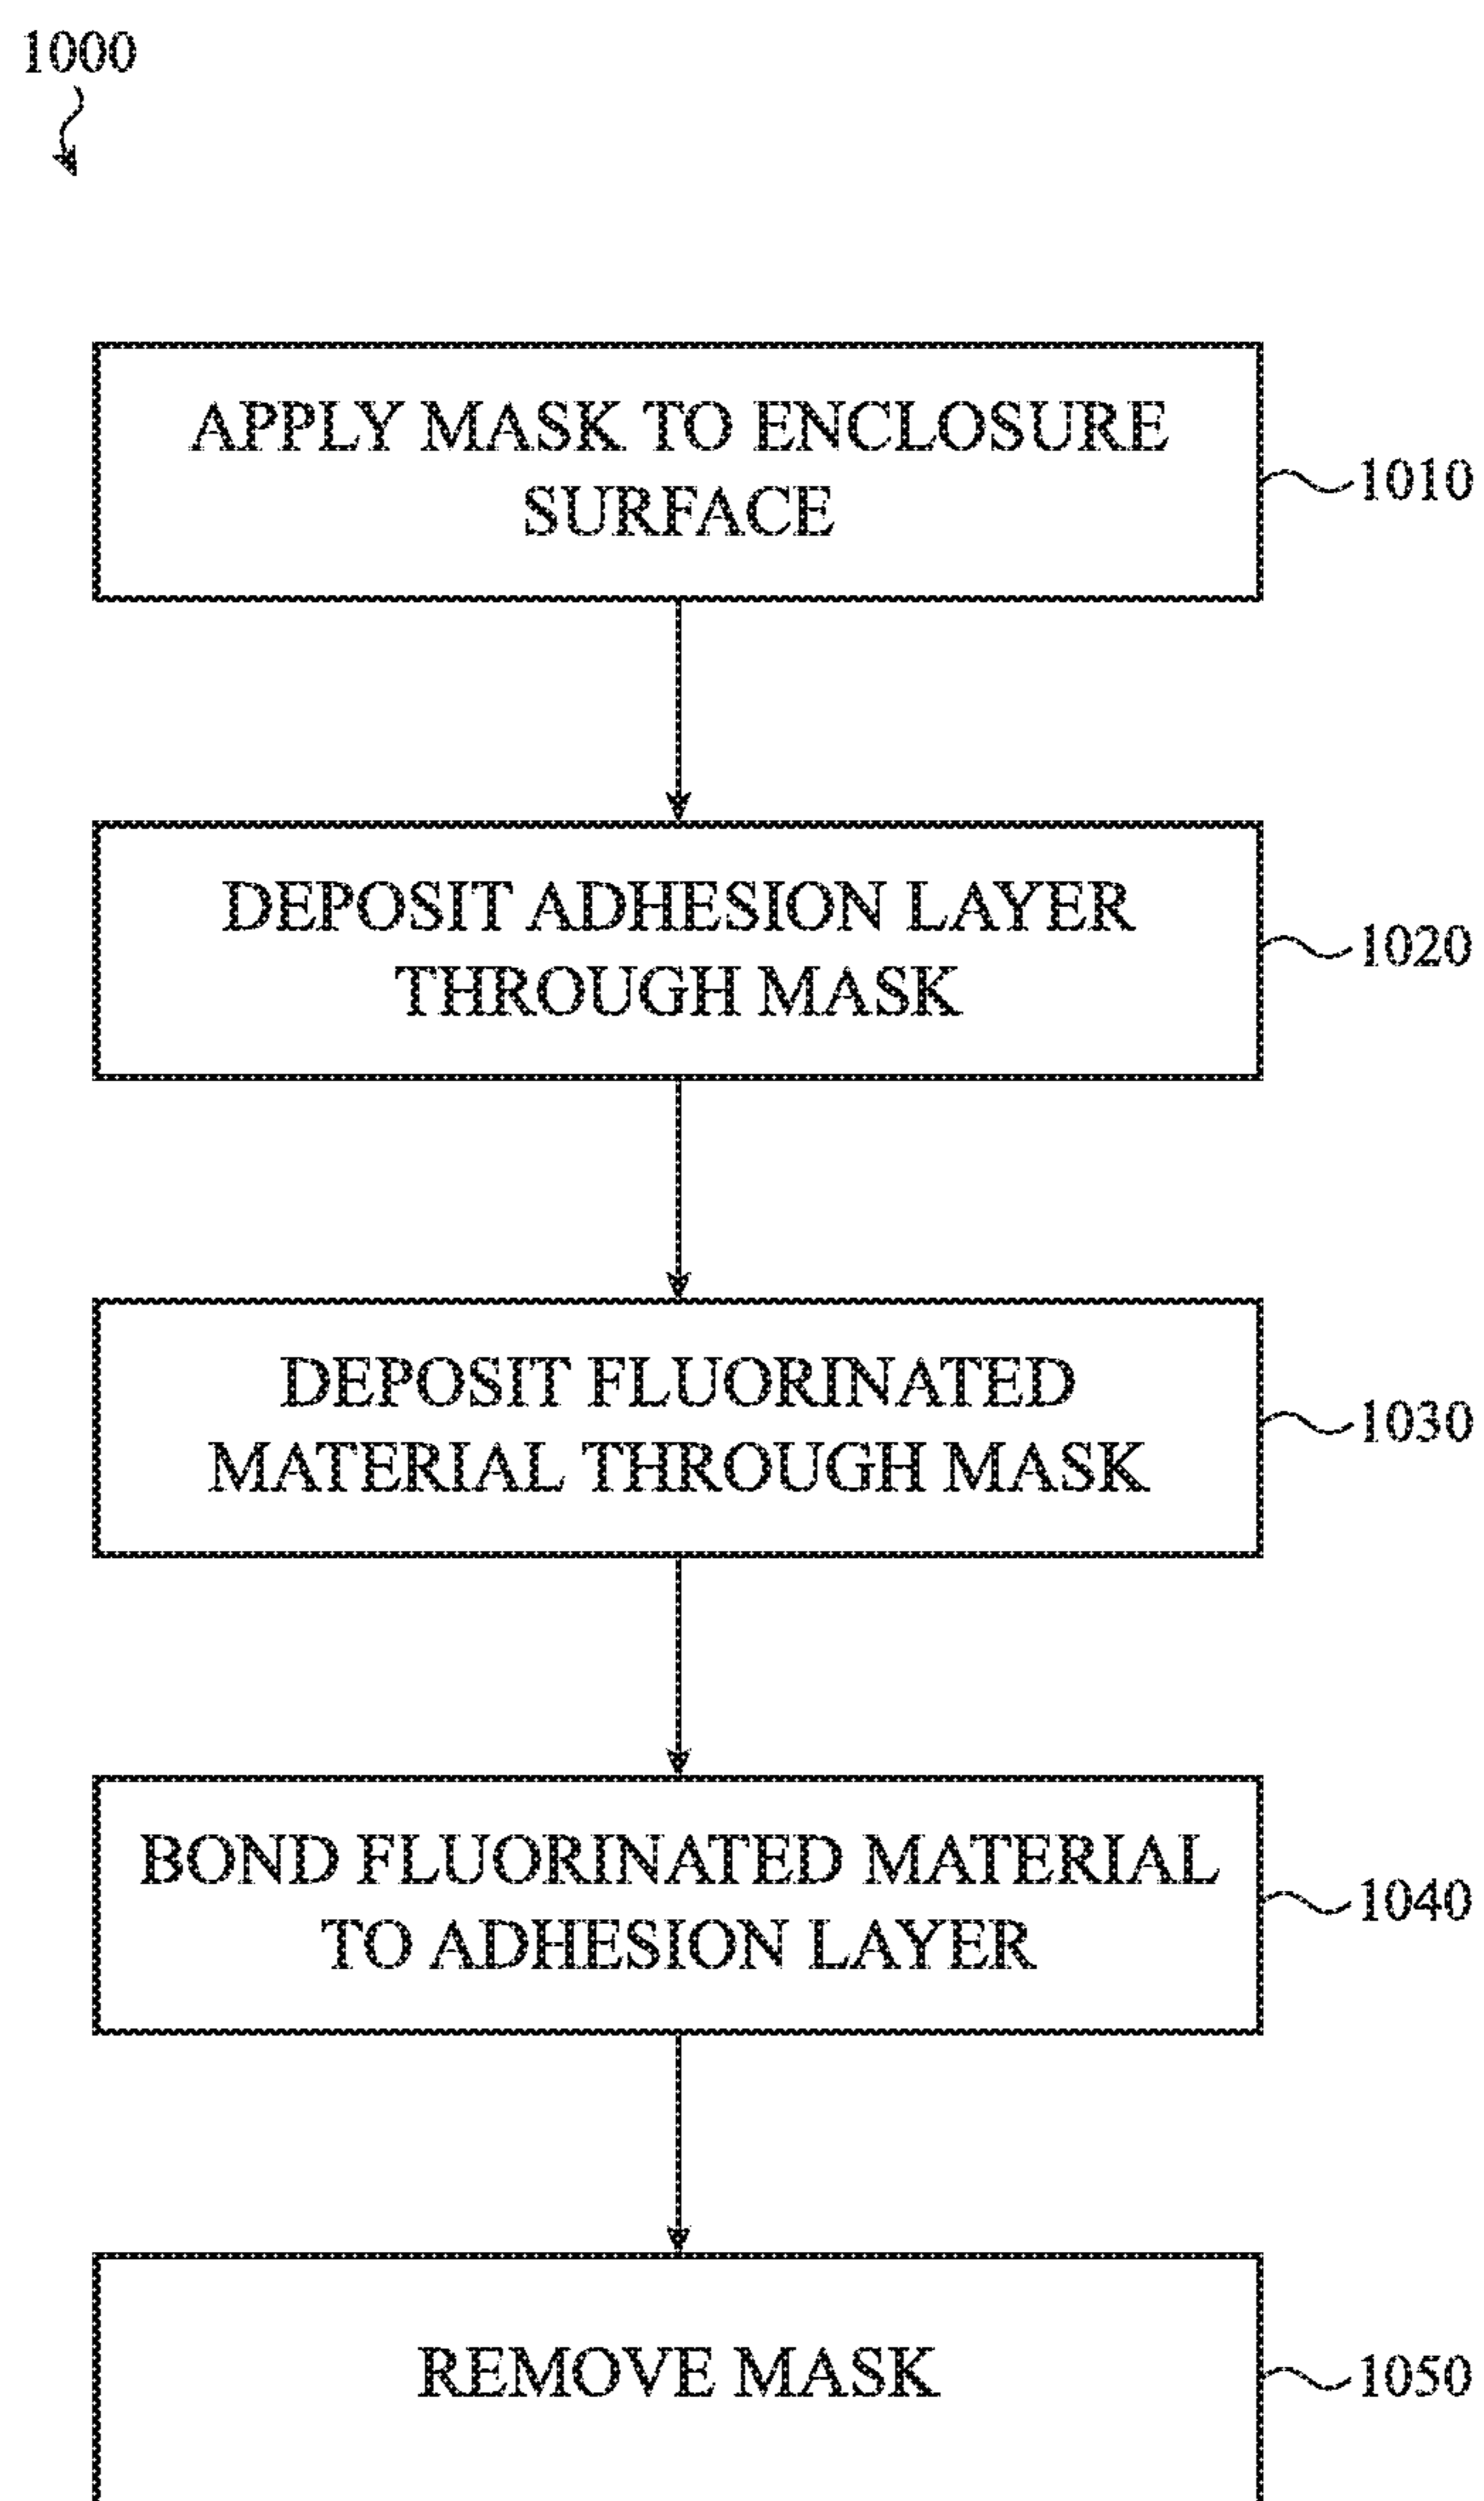 1000
APPLY MASK TO ENCLOSURE
SURFACE
1010
DEPOSIT ADHESION LAYER
THROUGH MASK
1020
DEPOSIT FLUORINATED
MATERIAL THROUGH MASK
1030
BOND FLUORINATED MATERIAL
TO ADHESION LAYER
1040
REMOVE MASK
1050